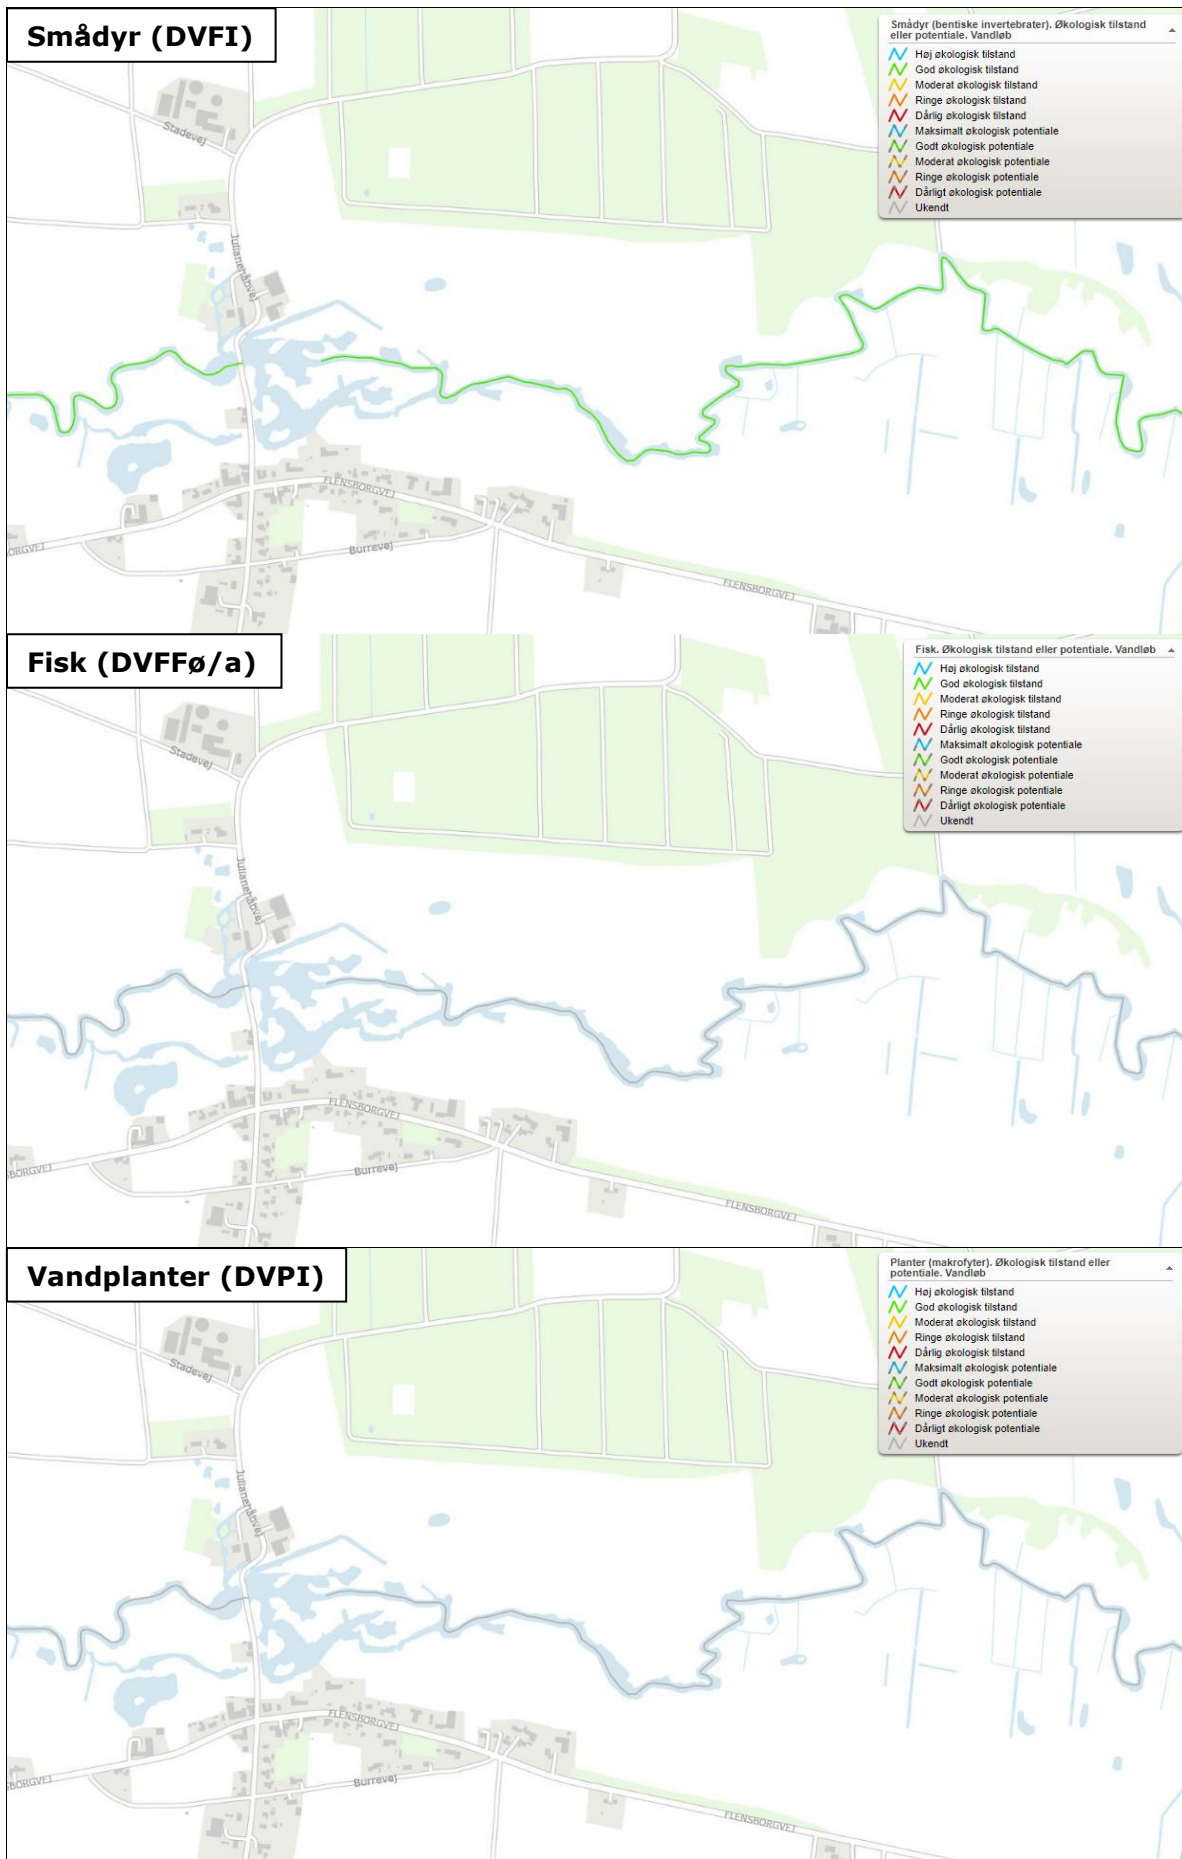 Smådyr (DVFI)
Smådyr (bentiske invertebrater). Økologisk tilstand
eller potentiale. Vandløb
Høj økologisk tilstand
God økologisk tilstand
Moderat økologisk tilstand
Ringe økologisk tilstand
Dårlig økologisk tilstand
Maksimalt økologisk potentiale
Godt økologisk potentiale
Moderat økologisk potentiale
Ringe økologisk potentiale
Dårligt økologisk potentiale
Ukendt
Stadevej
Julianehåbvej
FLENSBORGVEJ
Burrevej
ORGVEJ
FLENSBORGVEJ
Fisk (DVFFø/a)
Fisk. Økologisk tilstand eller potentiale. Vandløb
Høj økologisk tilstand
God økologisk tilstand
Moderat økologisk tilstand
Ringe økologisk tilstand
Dårlig økologisk tilstand
Maksimalt økologisk potentiale
Godt økologisk potentiale
Moderat økologisk potentiale
Ringe økologisk potentiale
Dårligt økologisk potentiale
Ukendt
Stadevej
Julianehåbvej
FLENSBORGVEJ
Burrevej
SBORGVEJ
FLENSBORGVEJ
Vandplanter (DVPI)
Planter (makrofyter). Økologisk tilstand eller
potentiale. Vandløb
Høj økologisk tilstand
God økologisk tilstand
Moderat økologisk tilstand
Ringe økologisk tilstand
Dårlig økologisk tilstand
Maksimalt økologisk potentiale
Godt økologisk potentiale
Moderat økologisk potentiale
Ringe økologisk potentiale
Dårligt økologisk potentiale
Ukendt
Stadevej
Julianehåbvej
FLENSBORGVEJ
Burrevej
SBORGVEJ
FLENSBORGVEJ